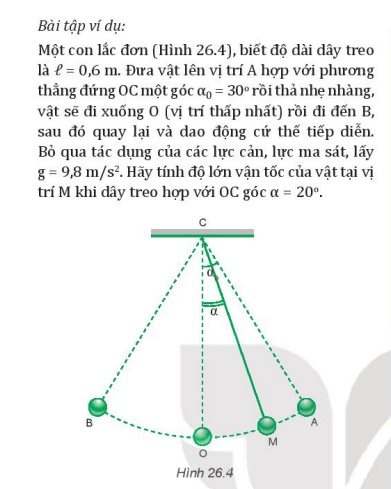 Bài tập ví dụ:
Một con lắc đơn (Hình 26.4), biết độ dài dây treo
là ℓ = 0,6 m. Đưa vật lên vị trí A hợp với phương
thẳng đứng OC một góc α₀ = 30º rồi thả nhẹ nhàng,
vật sẽ đi xuống O (vị trí thấp nhất) rồi đi đến B,
sau đó quay lại và dao động cứ thế tiếp diễn.
Bỏ qua tác dụng của các lực cản, lực ma sát, lấy
g = 9,8 m/s². Hãy tính độ lớn vận tốc của vật tại vị
trí M khi dây treo hợp với OC góc α = 20º.
C
α₀
α
B
A
M
O
Hình 26.4